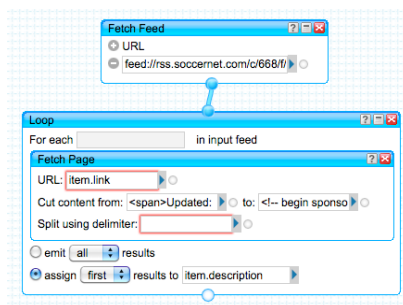 Fetch Feed
URL
feed://rss.soccernet.com/c/668/f/
Loop
For each in input feed
Fetch Page
URL: item.link
Cut content from: <span>Updated: to: <!-- begin sponso
Split using delimiter:
emit all results
assign first results to item.description